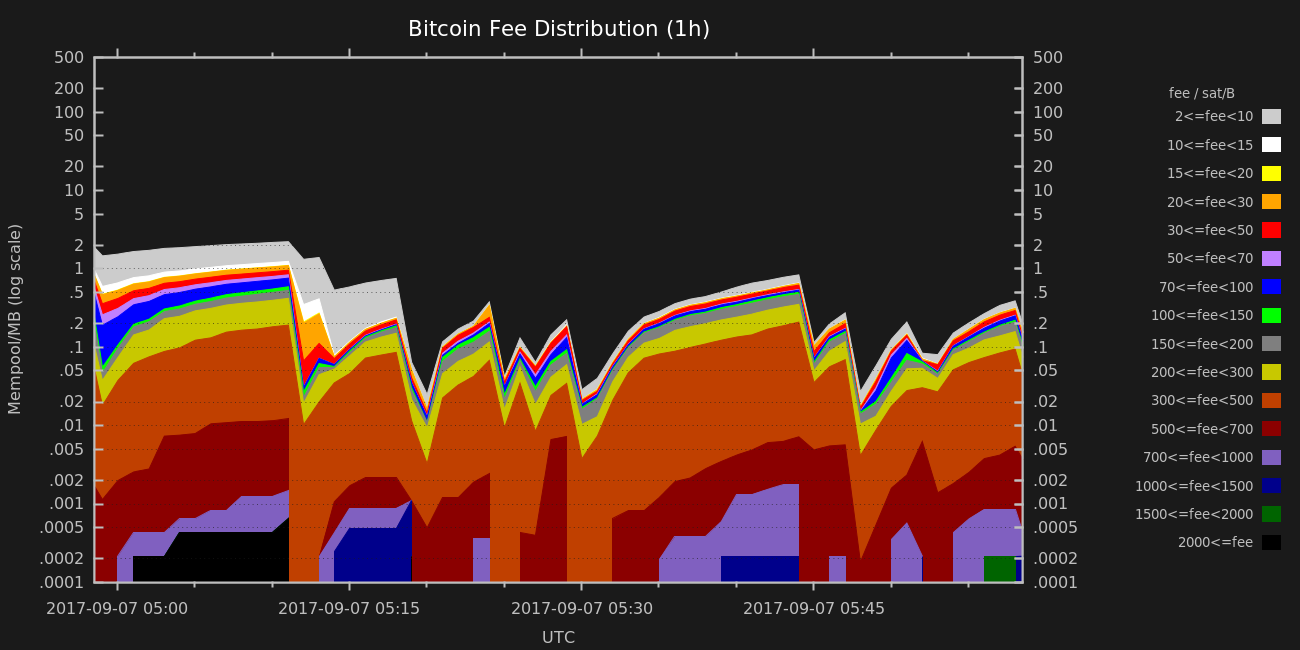 Bitcoin Fee Distribution (1h)
500
200
100
50
20
10
5
2
1
.5
.2
.1
.05
.02
.01
.005
.002
.001
.0005
.0002
.0001
Mempool/MB (log scale)
500
200
100
50
20
10
5
2
1
.5
.2
.1
.05
.02
.01
.005
.002
.001
.0005
.0002
.0001
2017-09-07 05:00
2017-09-07 05:15
2017-09-07 05:30
2017-09-07 05:45
UTC
fee / sat/B
2<=fee<10
10<=fee<15
15<=fee<20
20<=fee<30
30<=fee<50
50<=fee<70
70<=fee<100
100<=fee<150
150<=fee<200
200<=fee<300
300<=fee<500
500<=fee<700
700<=fee<1000
1000<=fee<1500
1500<=fee<2000
2000<=fee